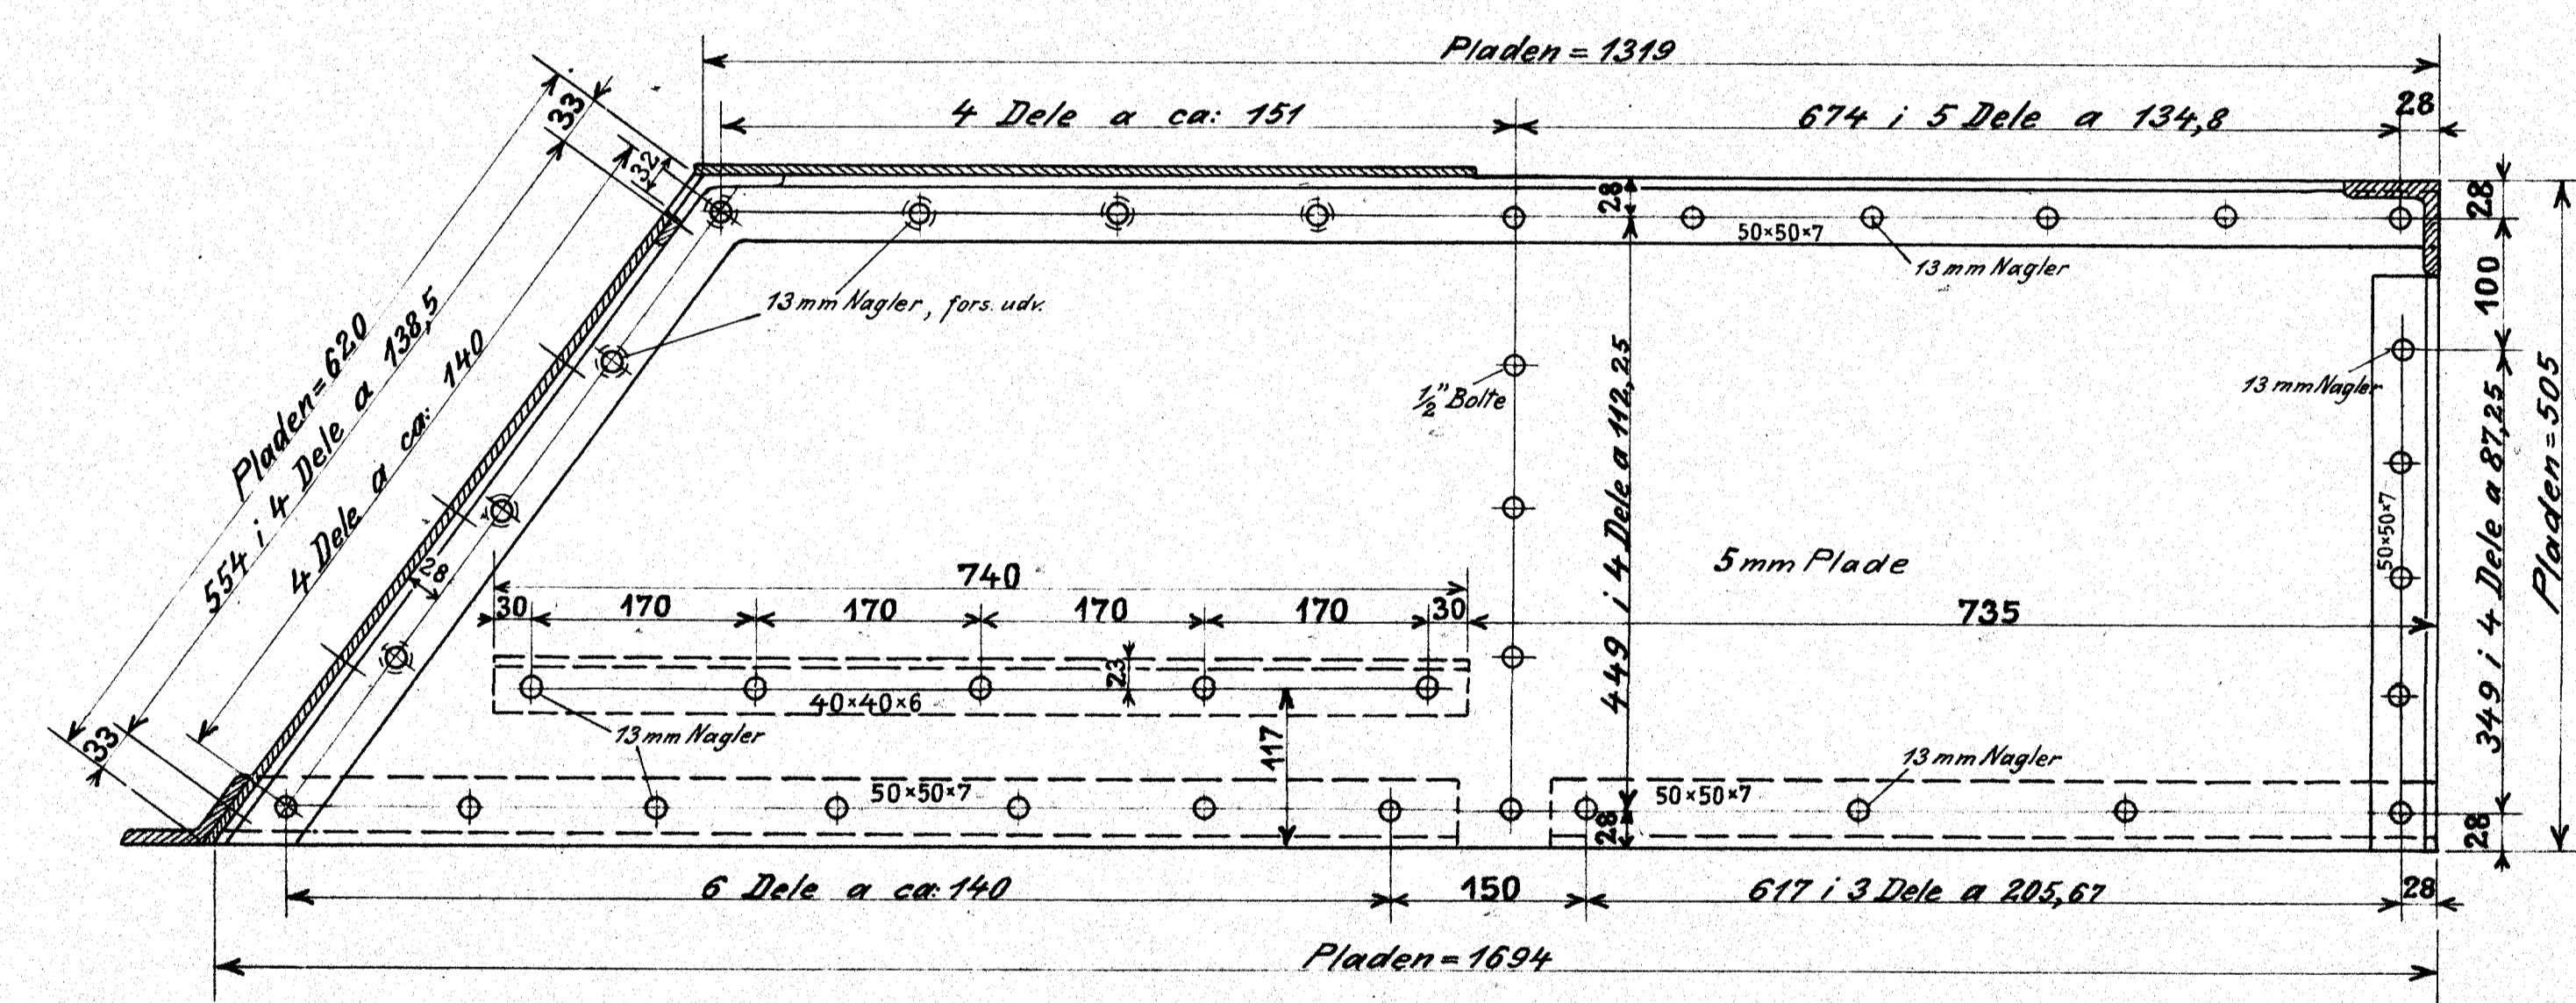 Pladen = 1319
4 Dele a ca: 151
674 i 5 Dele a 134,8
28
33
32
28
28
50×50×7
13 mm Nagler
13 mm Nagler, fors. udv.
100
Pladen = 620
554 i 4 Dele a 138,5
4 Dele a ca: 140
1/2" Bolte
449 i 4 Dele a 112,25
13 mm Nagler
349 i 4 Dele a 87,25
Pladen = 505
50×50×7
28
5 mm Plade
740
30
170
170
170
170
30
735
23
40×40×6
13 mm Nagler
117
33
50×50×7
50×50×7
13 mm Nagler
28
28
6 Dele a ca: 140
150
617 i 3 Dele a 205,67
28
Pladen = 1694